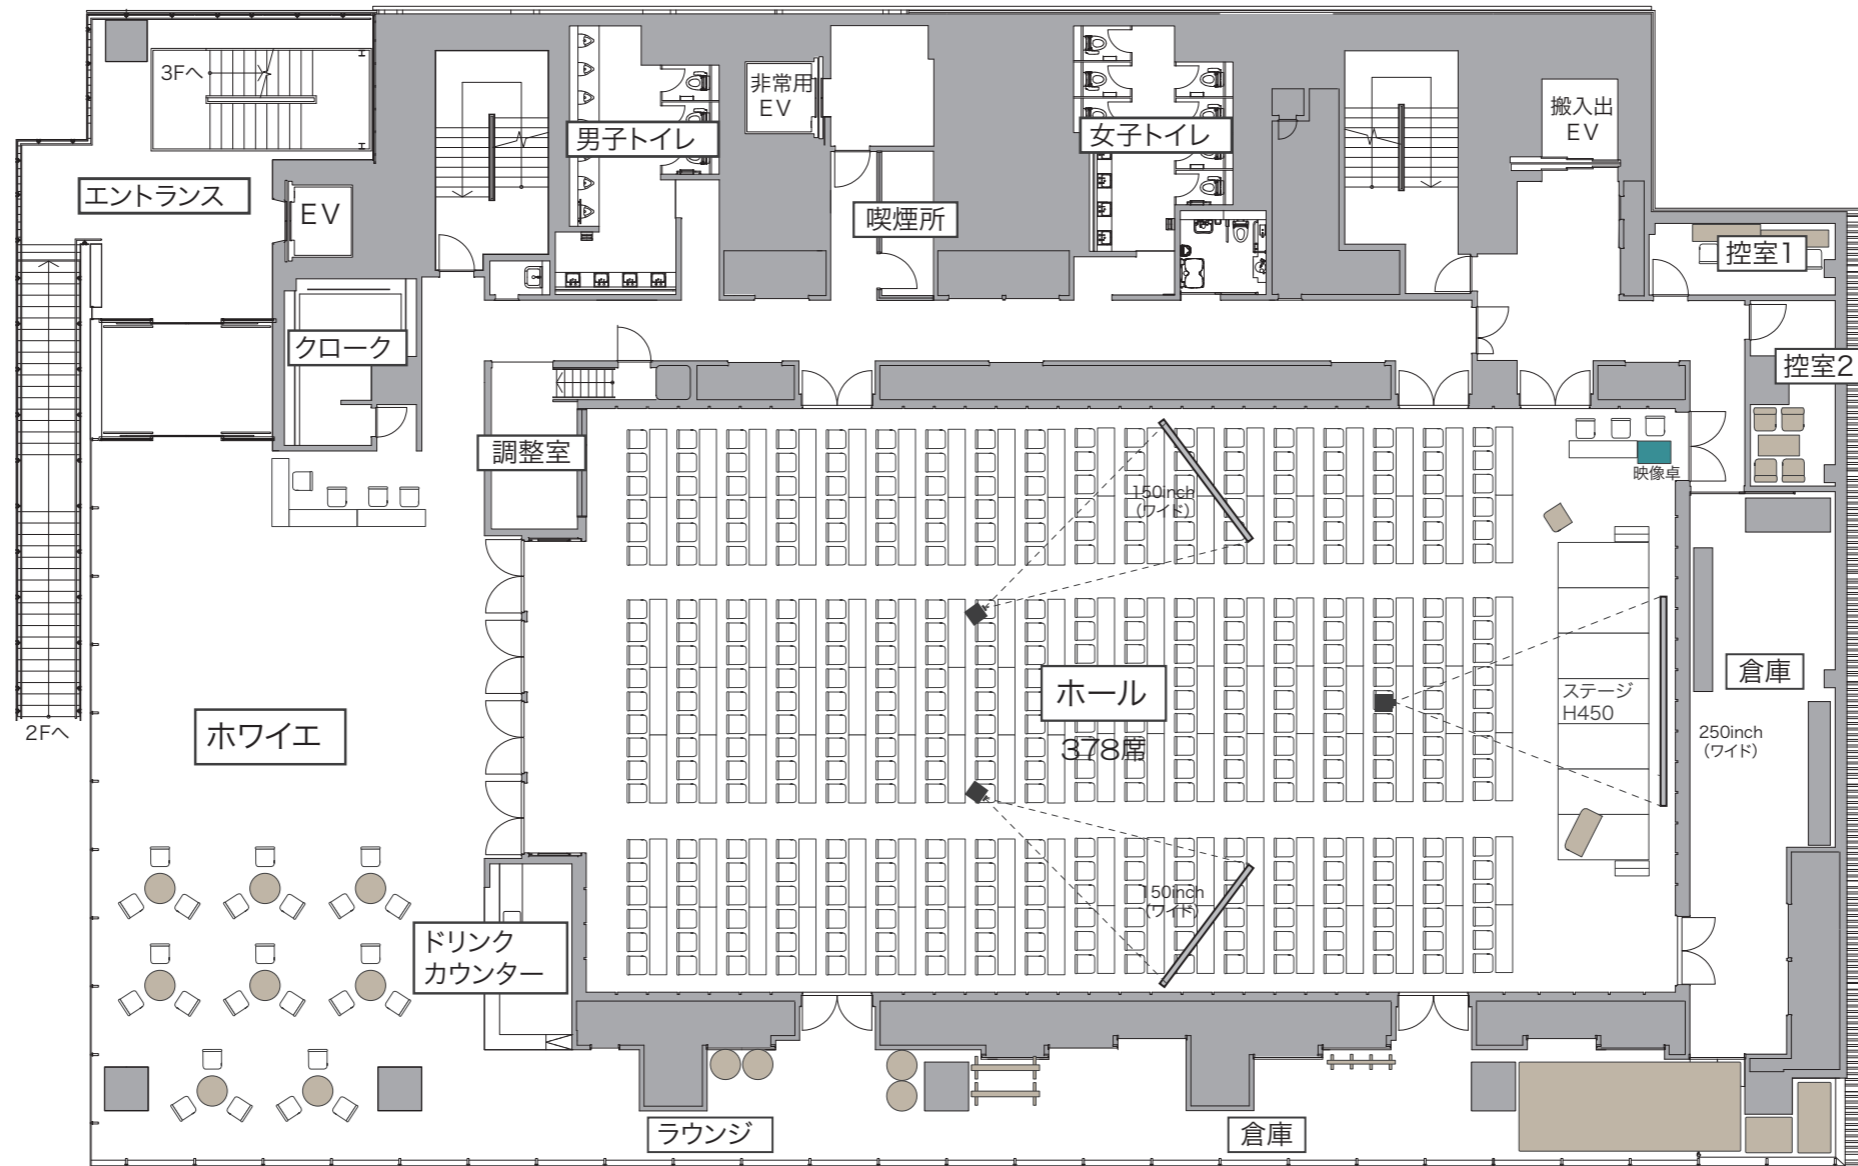 3Fへ
非常用
EV
搬入出
EV
男子トイレ
女子トイレ
エントランス
EV
喫煙所
控室1
クローク
控室2
調整室
映像卓
150inch
(ワイド)
ホール
378席
ステージ
H450
倉庫
250inch
(ワイド)
2Fへ
ホワイエ
150inch
(ワイド)
ドリンク
カウンター
ラウンジ
倉庫